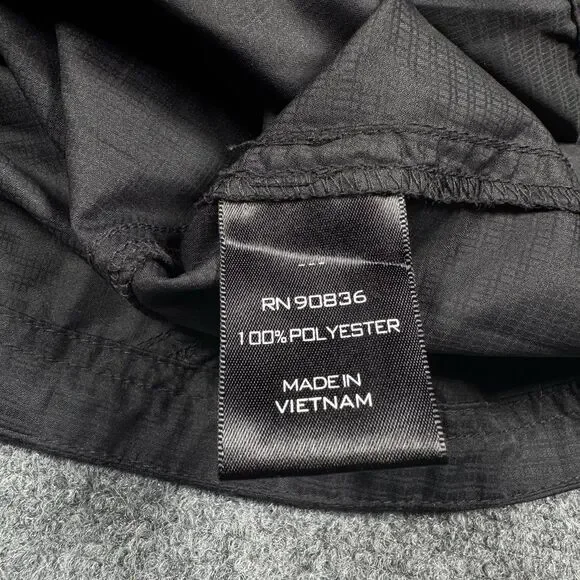 RN 90836
100% POLYESTER
MADE IN
VIETNAM